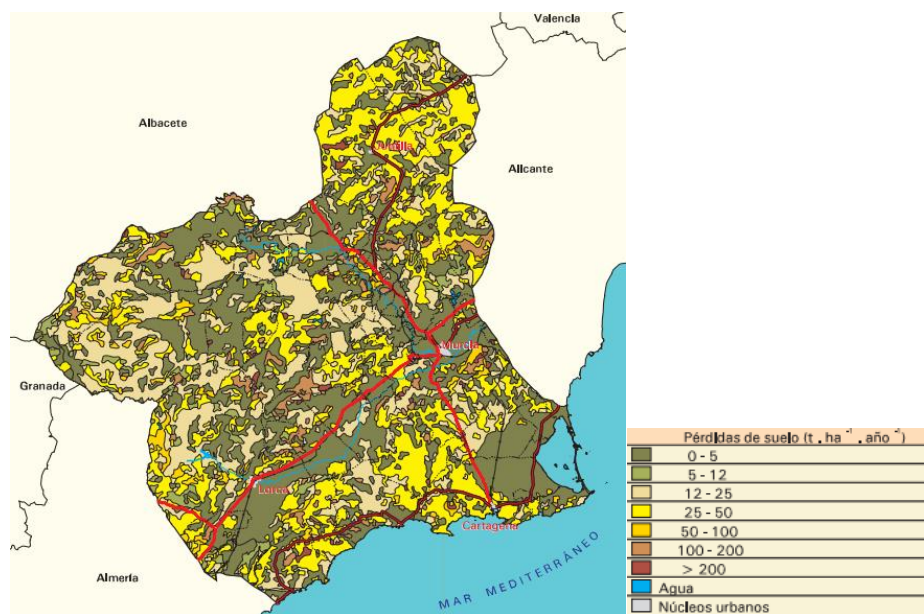 Valencia
Albacete
Jumilla
Alicante
Murcia
Granada
Lorca
Cartagena
Almería
MAR MEDITERRÁNEO
Pérdidas de suelo (t . ha⁻¹ . año⁻¹)
0 - 5
5 - 12
12 - 25
25 - 50
50 - 100
100 - 200
> 200
Agua
Núcleos urbanos